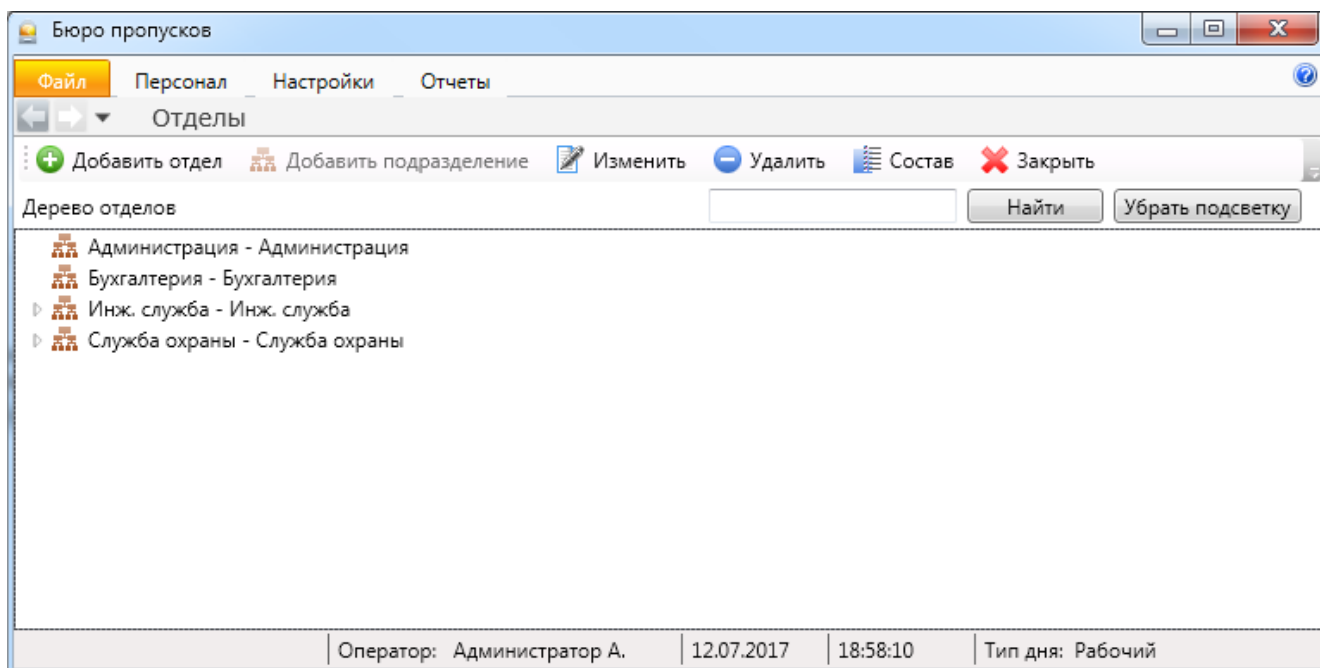 Бюро пропусков
Файл Персонал Настройки Отчеты
Отделы
Добавить отдел Добавить подразделение Изменить Удалить Состав Закрыть
Дерево отделов Найти Убрать подсветку
Администрация - Администрация
Бухгалтерия - Бухгалтерия
Инж. служба - Инж. служба
Служба охраны - Служба охраны
Оператор: Администратор А. 12.07.2017 18:58:10 Тип дня: Рабочий